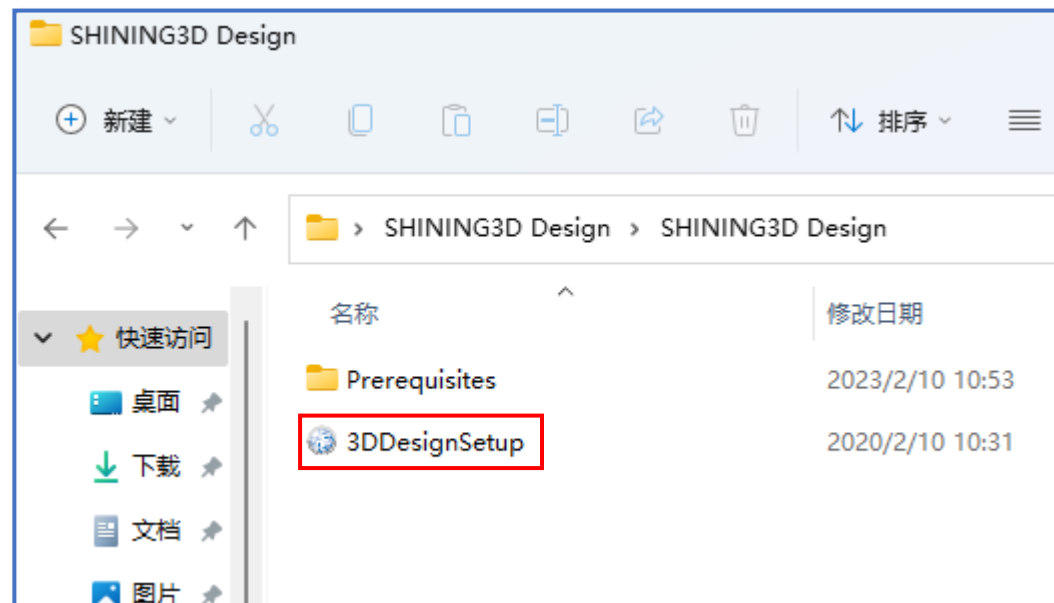 SHINING3D Design
新建 排序
SHINING3D Design SHINING3D Design
名称 修改日期
快速访问
Prerequisites 2023/2/10 10:53
桌面
3DDesignSetup 2020/2/10 10:31
下载
文档
图片